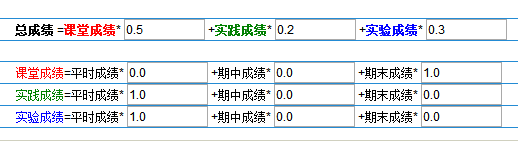 总成绩 =课堂成绩* 0.5 +实践成绩* 0.2 +实验成绩* 0.3
课堂成绩=平时成绩* 0.0 +期中成绩* 0.0 +期末成绩* 1.0
实践成绩=平时成绩* 1.0 +期中成绩* 0.0 +期末成绩* 0.0
实验成绩=平时成绩* 1.0 +期中成绩* 0.0 +期末成绩* 0.0